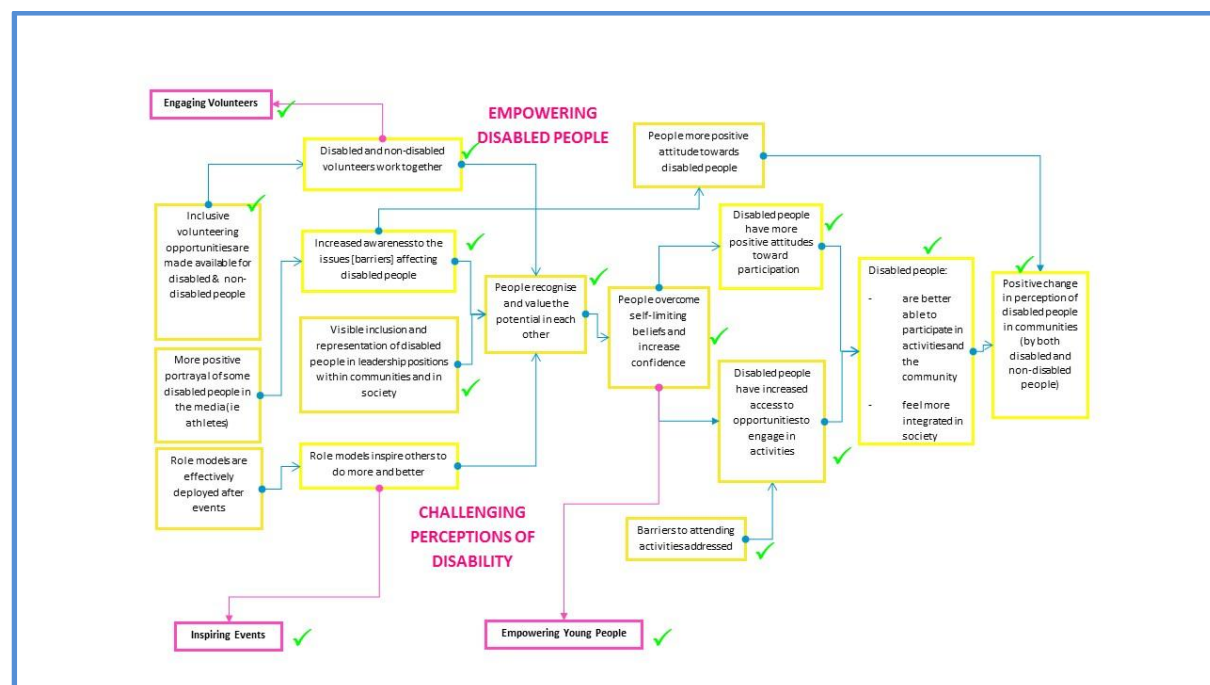 Engaging Volunteers
EMPOWERING
DISABLED PEOPLE
Disabled and non-disabled
volunteers work together
People more positive
attitude towards
disabled people
Inclusive
volunteering
opportunities are
made available for
disabled & non-
disabled people
Increased awareness to the
issues [barriers] affecting
disabled people
Disabled people
have more
positive attitudes
toward
participation
Visible inclusion and
representation of disabled
people in leadership positions
within communities and in
society
People recognise
and value the
potential in each
other
People overcome
self-limiting
beliefs and
increase
confidence
Disabled people:
- are better
able to
participate in
activities and
the
community
- feel more
integrated in
society
Positive change
in perception of
disabled people
in communities
(by both
disabled and
non-disabled
people)
More positive
portrayal of some
disabled people in
the media (ie
athletes)
Disabled people
have increased
access to
opportunities to
engage in
activities
Role models are
effectively
deployed after
events
Role models inspire others to
do more and better
CHALLENGING
PERCEPTIONS OF
DISABILITY
Barriers to attending
activities addressed
Inspiring Events
Empowering Young People